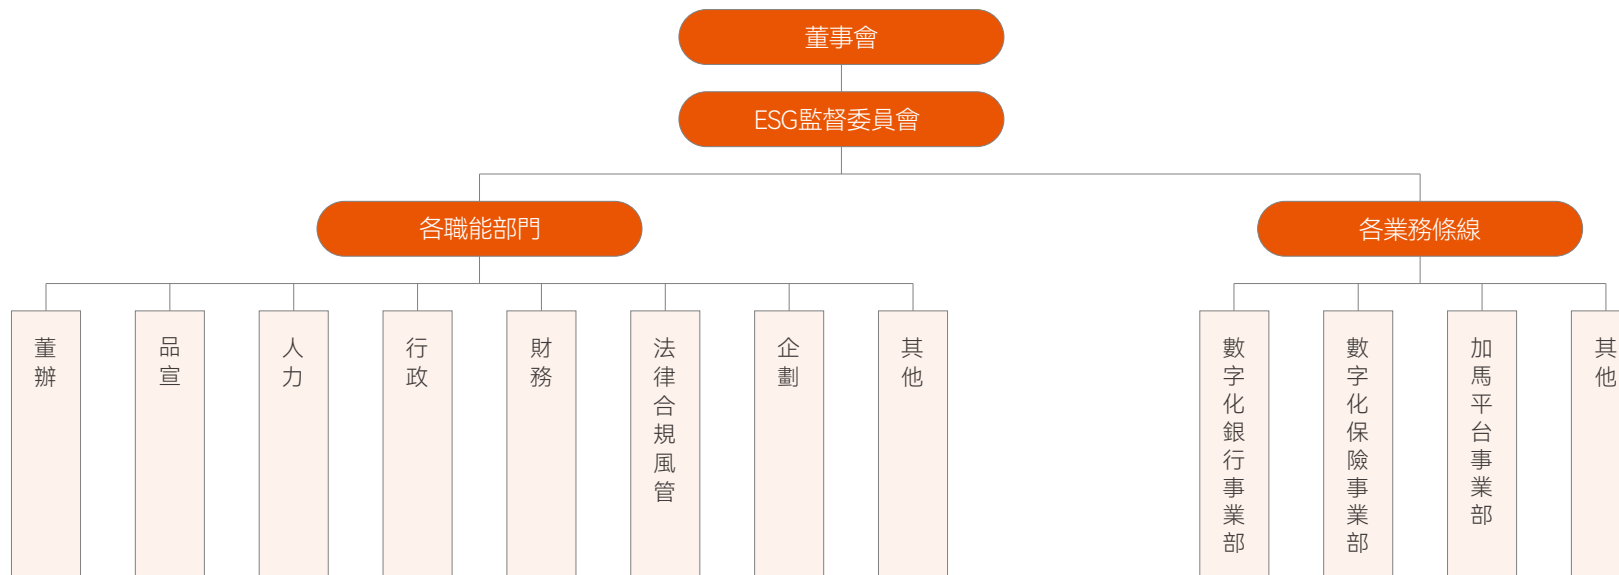 董事會
ESG監督委員會
各職能部門
各業務條線
董辦
品宣
人力
行政
財務
法律合規風管
企劃
其他
數字化銀行事業部
數字化保險事業部
加馬平台事業部
其他